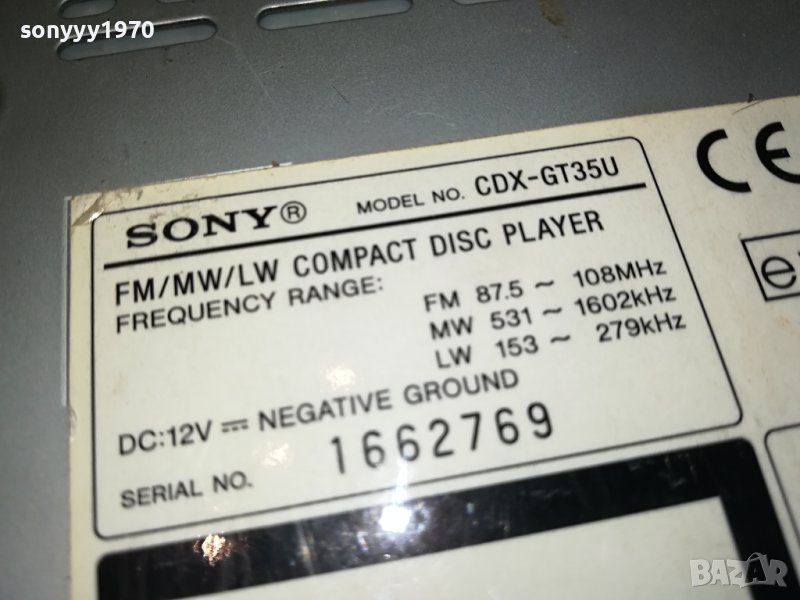 sonyyy1970
SONY® MODEL NO. CDX-GT35U
FM/MW/LW COMPACT DISC PLAYER
FREQUENCY RANGE: FM 87.5 ~ 108MHz
MW 531 ~ 1602kHz
LW 153 ~ 279kHz
DC:12V ⎓ NEGATIVE GROUND
SERIAL NO. 1662769
CE
BAZAR